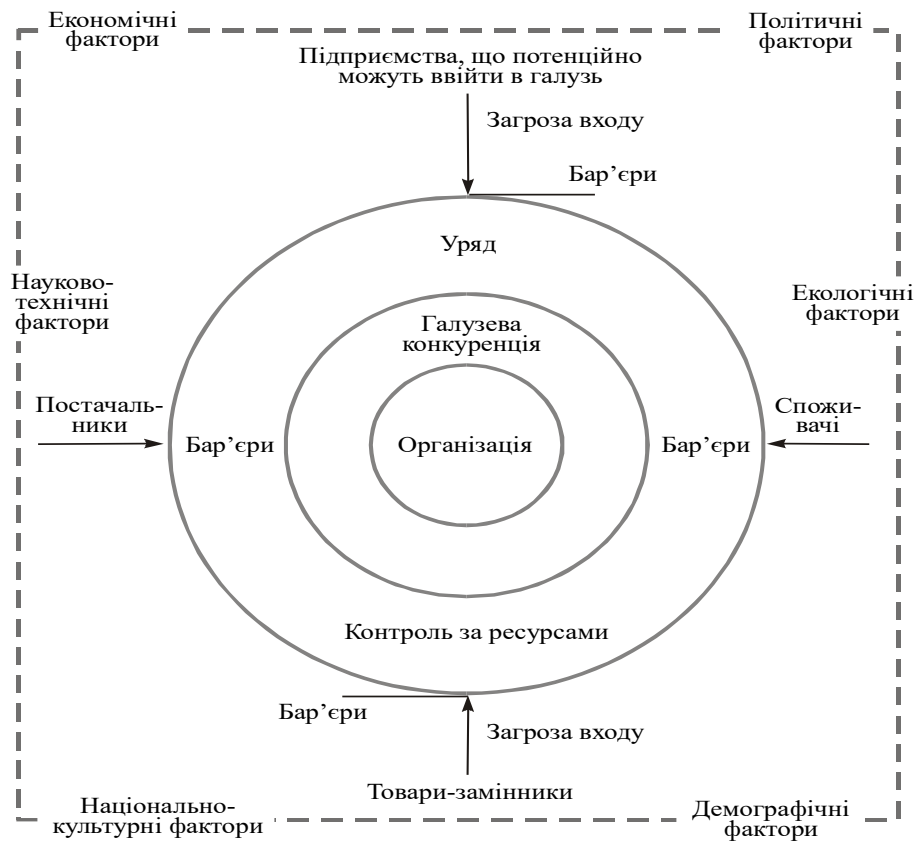 Економічні
фактори
Політичні
фактори
Підприємства, що потенційно
можуть ввійти в галузь
Загроза входу
Бар’єри
Уряд
Науково-
технічні
фактори
Екологічні
фактори
Галузева
конкуренція
Постачаль-
ники
Бар’єри
Організація
Бар’єри
Споживи-
вачі
Контроль за ресурсами
Бар’єри
Загроза входу
Товари-замінники
Національно-
культурні фактори
Демографічні
фактори